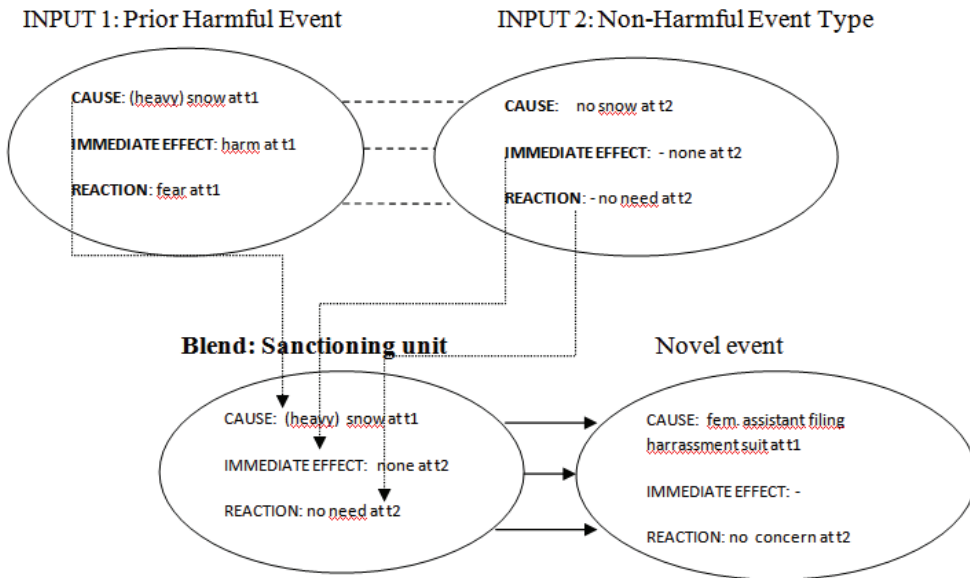 INPUT 1: Prior Harmful Event
INPUT 2: Non-Harmful Event Type
CAUSE: (heavy) snow at t1
IMMEDIATE EFFECT: harm at t1
REACTION: fear at t1
CAUSE: no snow at t2
IMMEDIATE EFFECT: - none at t2
REACTION: - no need at t2
Blend: Sanctioning unit
Novel event
CAUSE: (heavy) snow at t1
IMMEDIATE EFFECT: none at t2
REACTION: no need at t2
CAUSE: fem. assistant filing
harrassment suit at t1
IMMEDIATE EFFECT: -
REACTION: no concern at t2